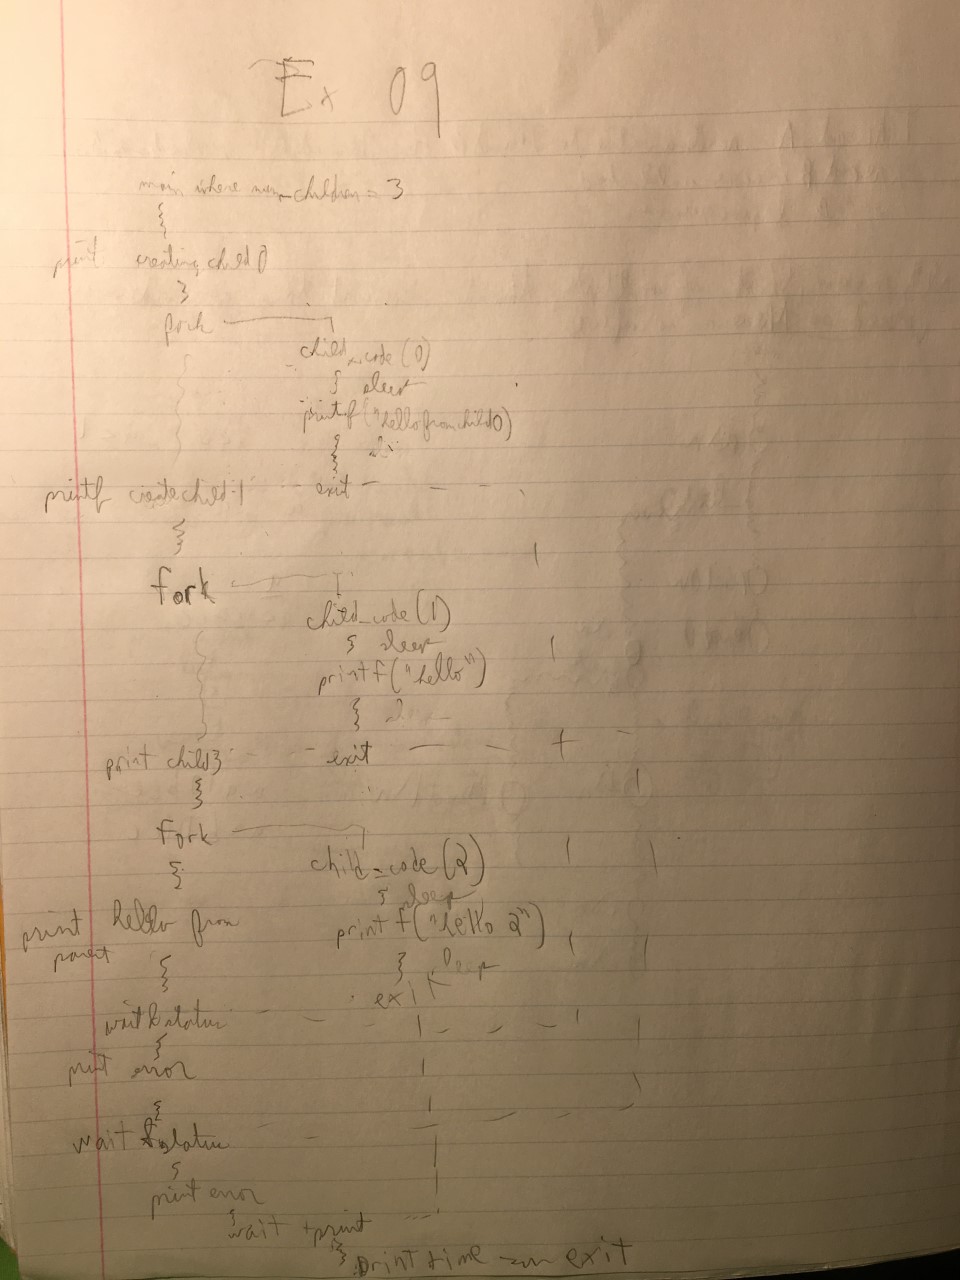 Ex 09
main where num_children = 3
print creating child 0
fork
child_code (0)
sleep
printf ("hello from child 0)
printf create child 1
exit
fork
child_code (1)
sleep
printf ("hello")
print child 3
exit
fork
child_code (2)
sleep
print hello from
parent
printf ("hello 2")
sleep
exit
wait & status
print error
wait & status
print error
wait + print
print time exit